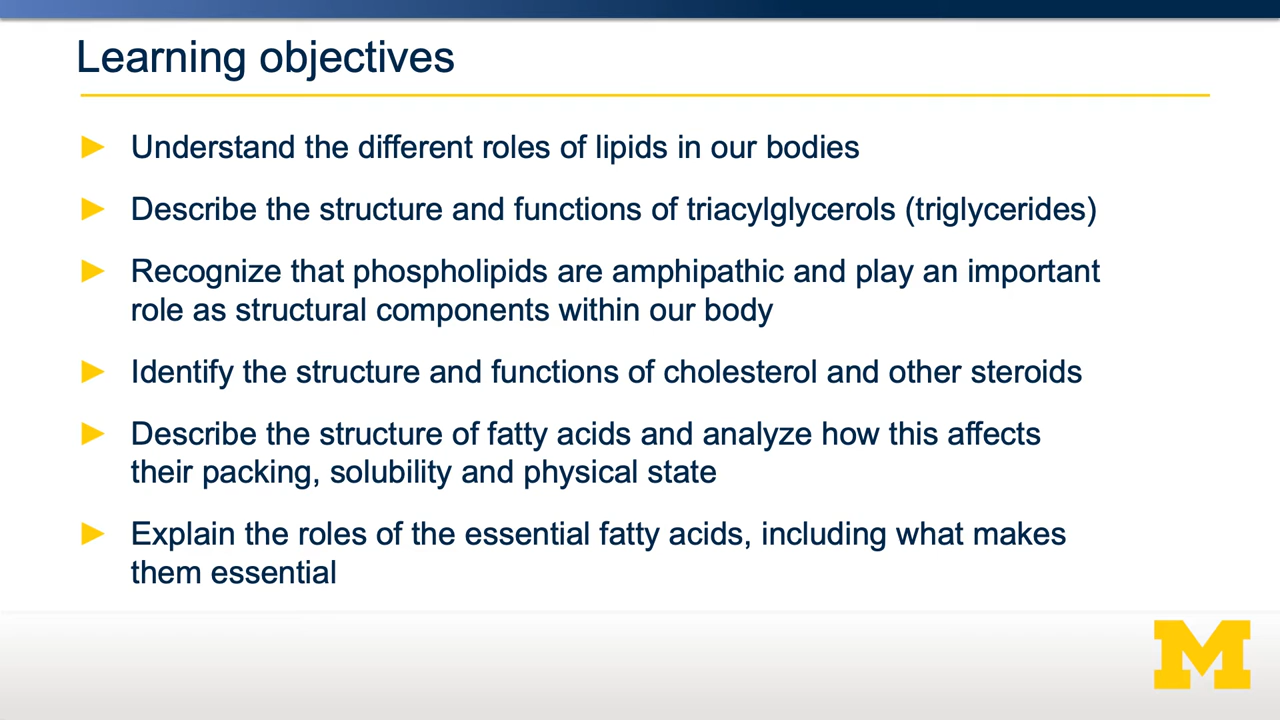 Learning objectives
Understand the different roles of lipids in our bodies
Describe the structure and functions of triacylglycerols (triglycerides)
Recognize that phospholipids are amphipathic and play an important
role as structural components within our body
Identify the structure and functions of cholesterol and other steroids
Describe the structure of fatty acids and analyze how this affects
their packing, solubility and physical state
Explain the roles of the essential fatty acids, including what makes
them essential
M